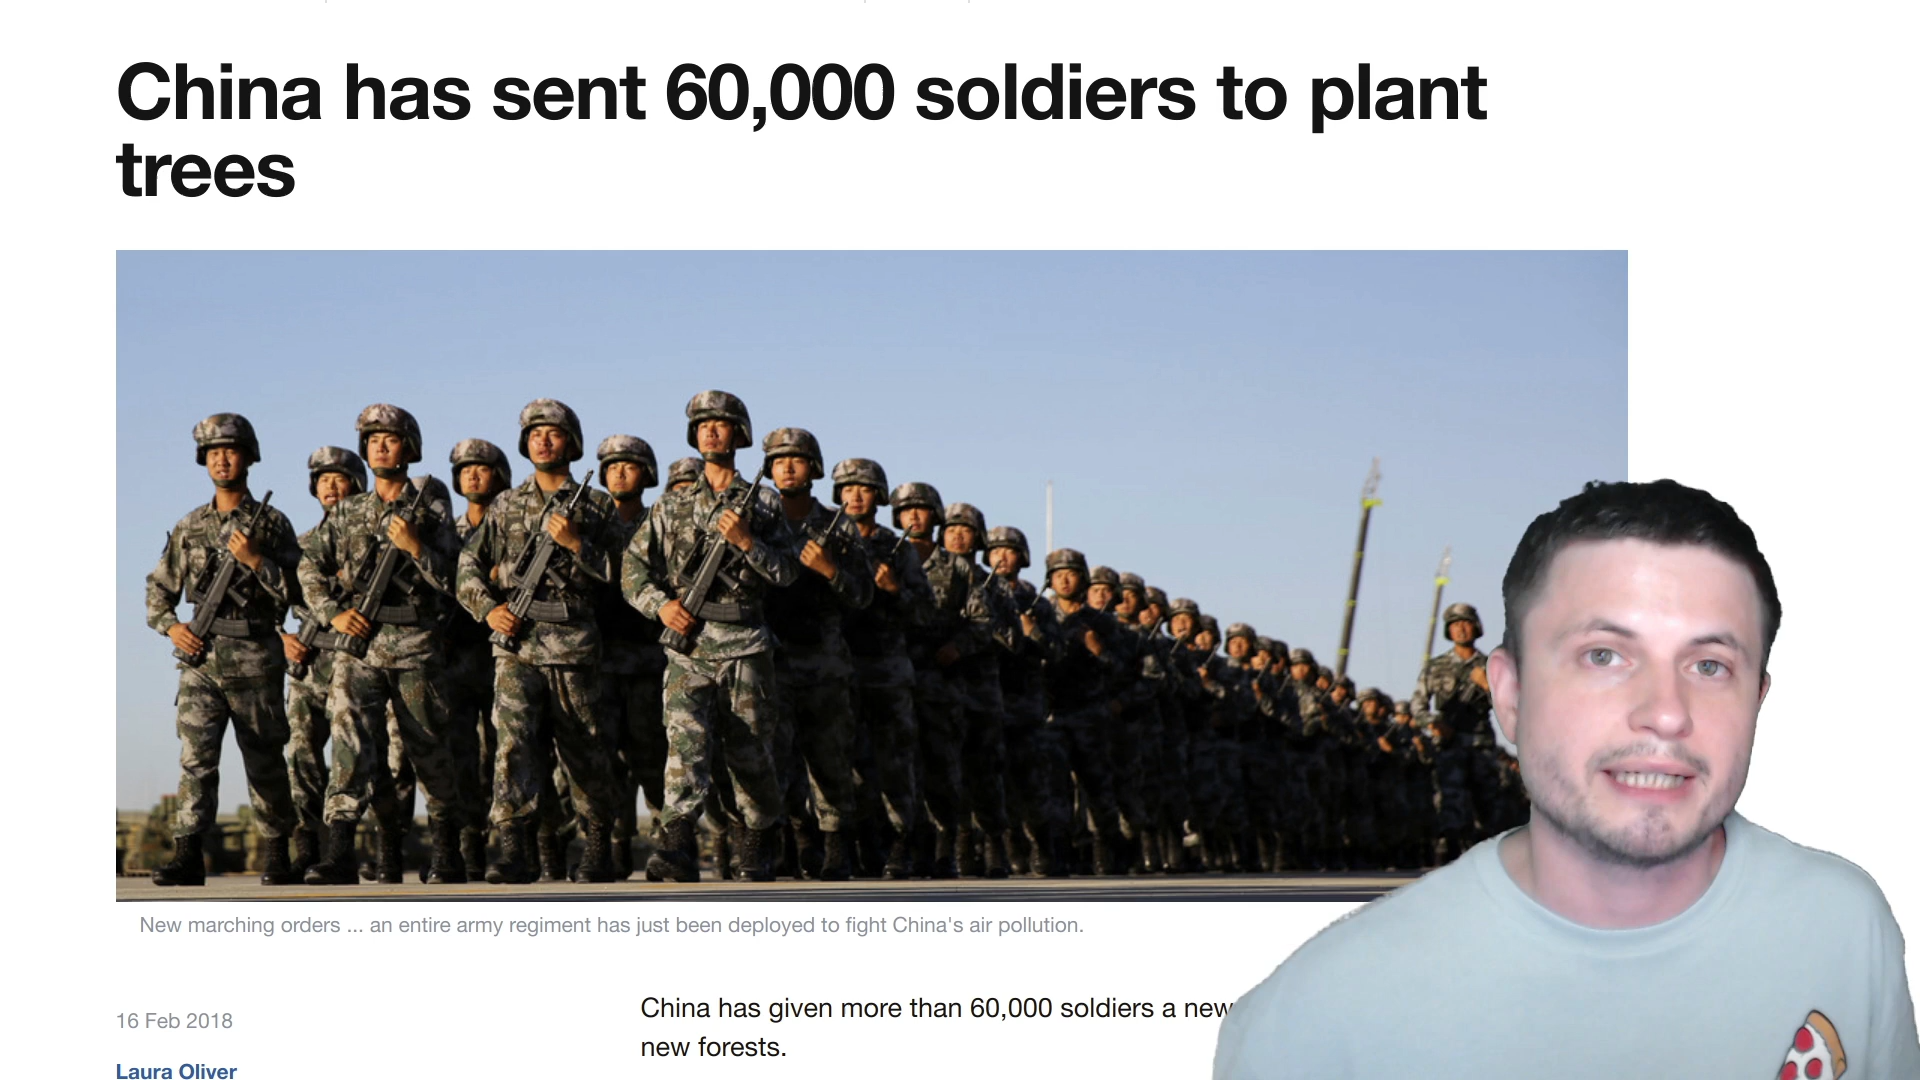 China has sent 60,000 soldiers to plant
trees
New marching orders ... an entire army regiment has just been deployed to fight China's air pollution.
16 Feb 2018
Laura Oliver
China has given more than 60,000 soldiers a new
new forests.